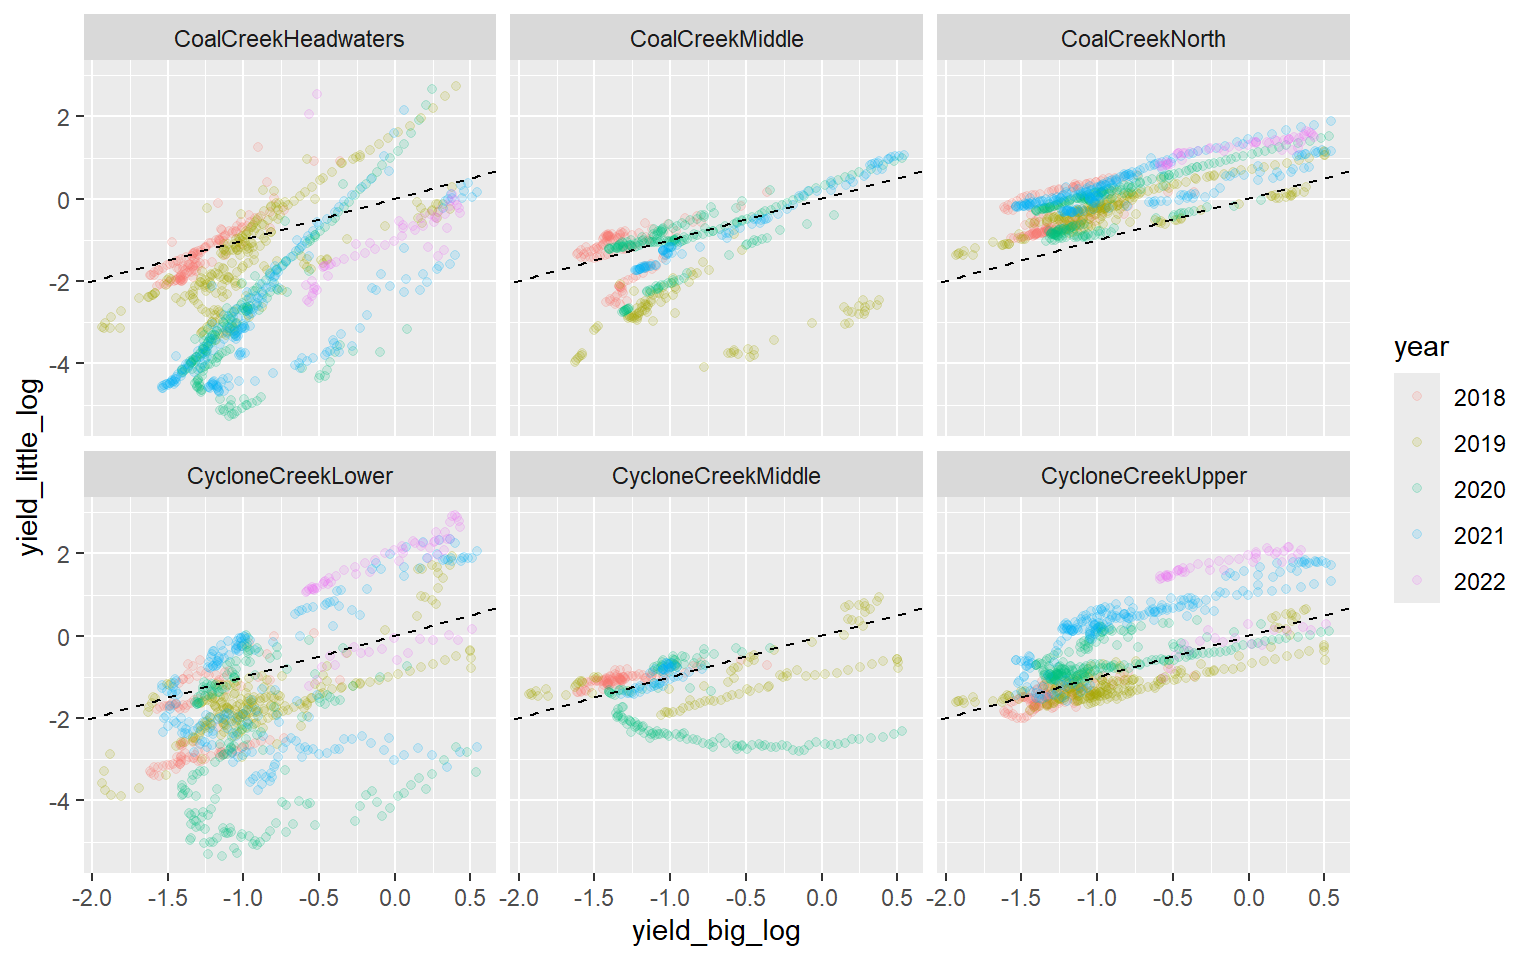 CoalCreekHeadwaters CoalCreekMiddle CoalCreekNorth
2
0
-2
-4
CycloneCreekLower CycloneCreekMiddle CycloneCreekUpper
2
0
-2
-4
-2.0 -1.5 -1.0 -0.5 0.0 0.5 -2.0 -1.5 -1.0 -0.5 0.0 0.5 -2.0 -1.5 -1.0 -0.5 0.0 0.5
yield_big_log
yield_little_log
year
2018
2019
2020
2021
2022